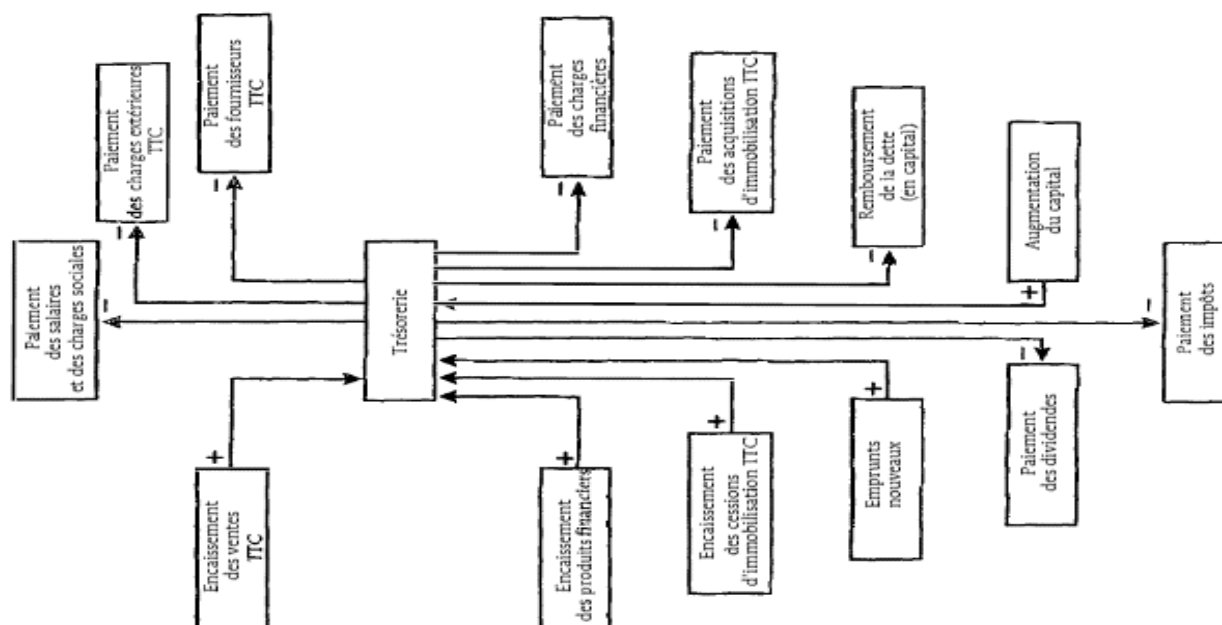 Paiement
des salaires
et des charges sociales
Paiement
des charges extérieures
TTC
Paiement
des fournisseurs
TTC
Encaissement
des ventes
TTC
Trésorerie
Paiement
des charges
financières
Encaissement
des produits financiers
Paiement
des acquisitions
d'immobilisation TTC
Encaissement
des cessions
d'immobilisation TTC
Remboursement
de la dette
(en capital)
Emprunts
nouveaux
Augmentation
du capital
Paiement
des dividendes
Paiement
des impôts